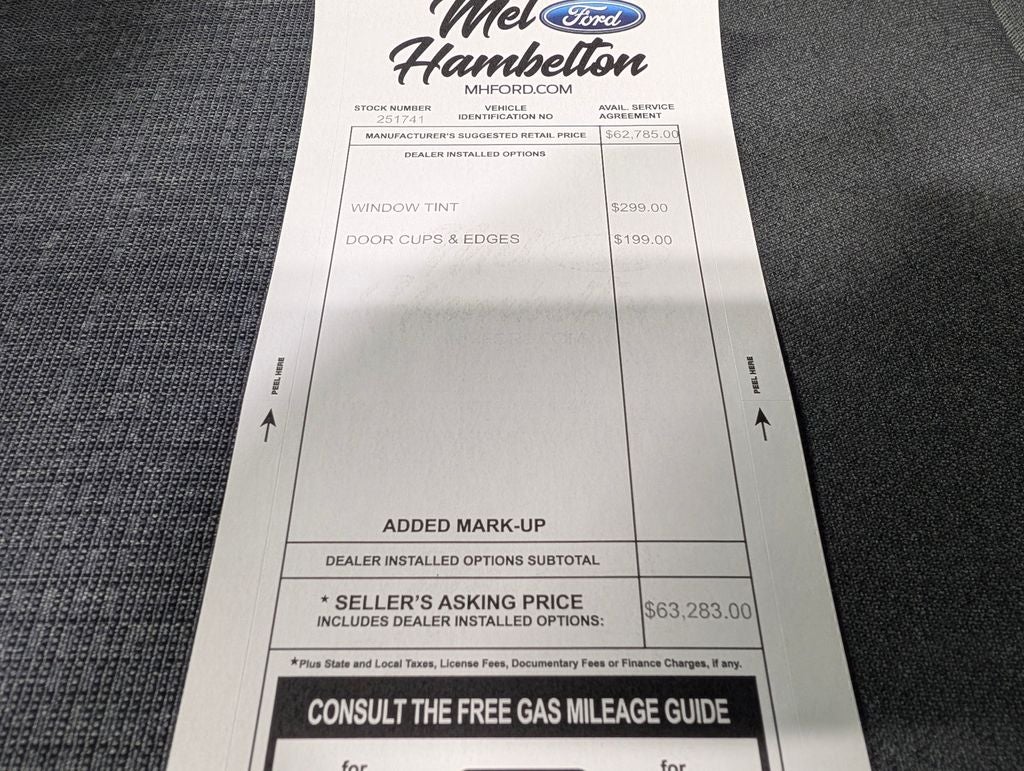 Mel Ford
Hambelton
MHFORD.COM
STOCK NUMBER VEHICLE AVAIL. SERVICE
251741 IDENTIFICATION NO AGREEMENT
MANUFACTURER'S SUGGESTED RETAIL PRICE $62,785.00
DEALER INSTALLED OPTIONS
WINDOW TINT $299.00
DOOR CUPS & EDGES $199.00
PEEL HERE
PEEL HERE
ADDED MARK-UP
DEALER INSTALLED OPTIONS SUBTOTAL
* SELLER'S ASKING PRICE $63,283.00
INCLUDES DEALER INSTALLED OPTIONS:
*Plus State and Local Taxes, License Fees, Documentary Fees or Finance Charges, if any.
CONSULT THE FREE GAS MILEAGE GUIDE
for for